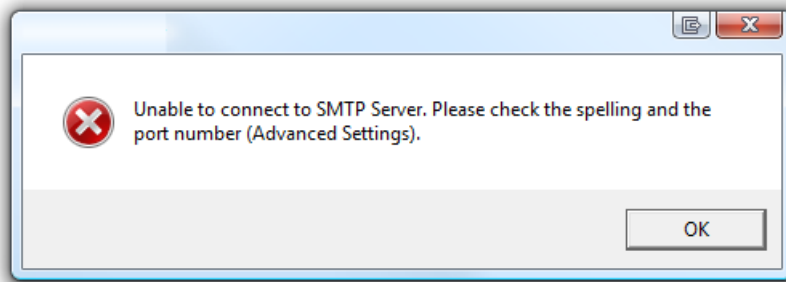 Unable to connect to SMTP Server. Please check the spelling and the
port number (Advanced Settings).
OK